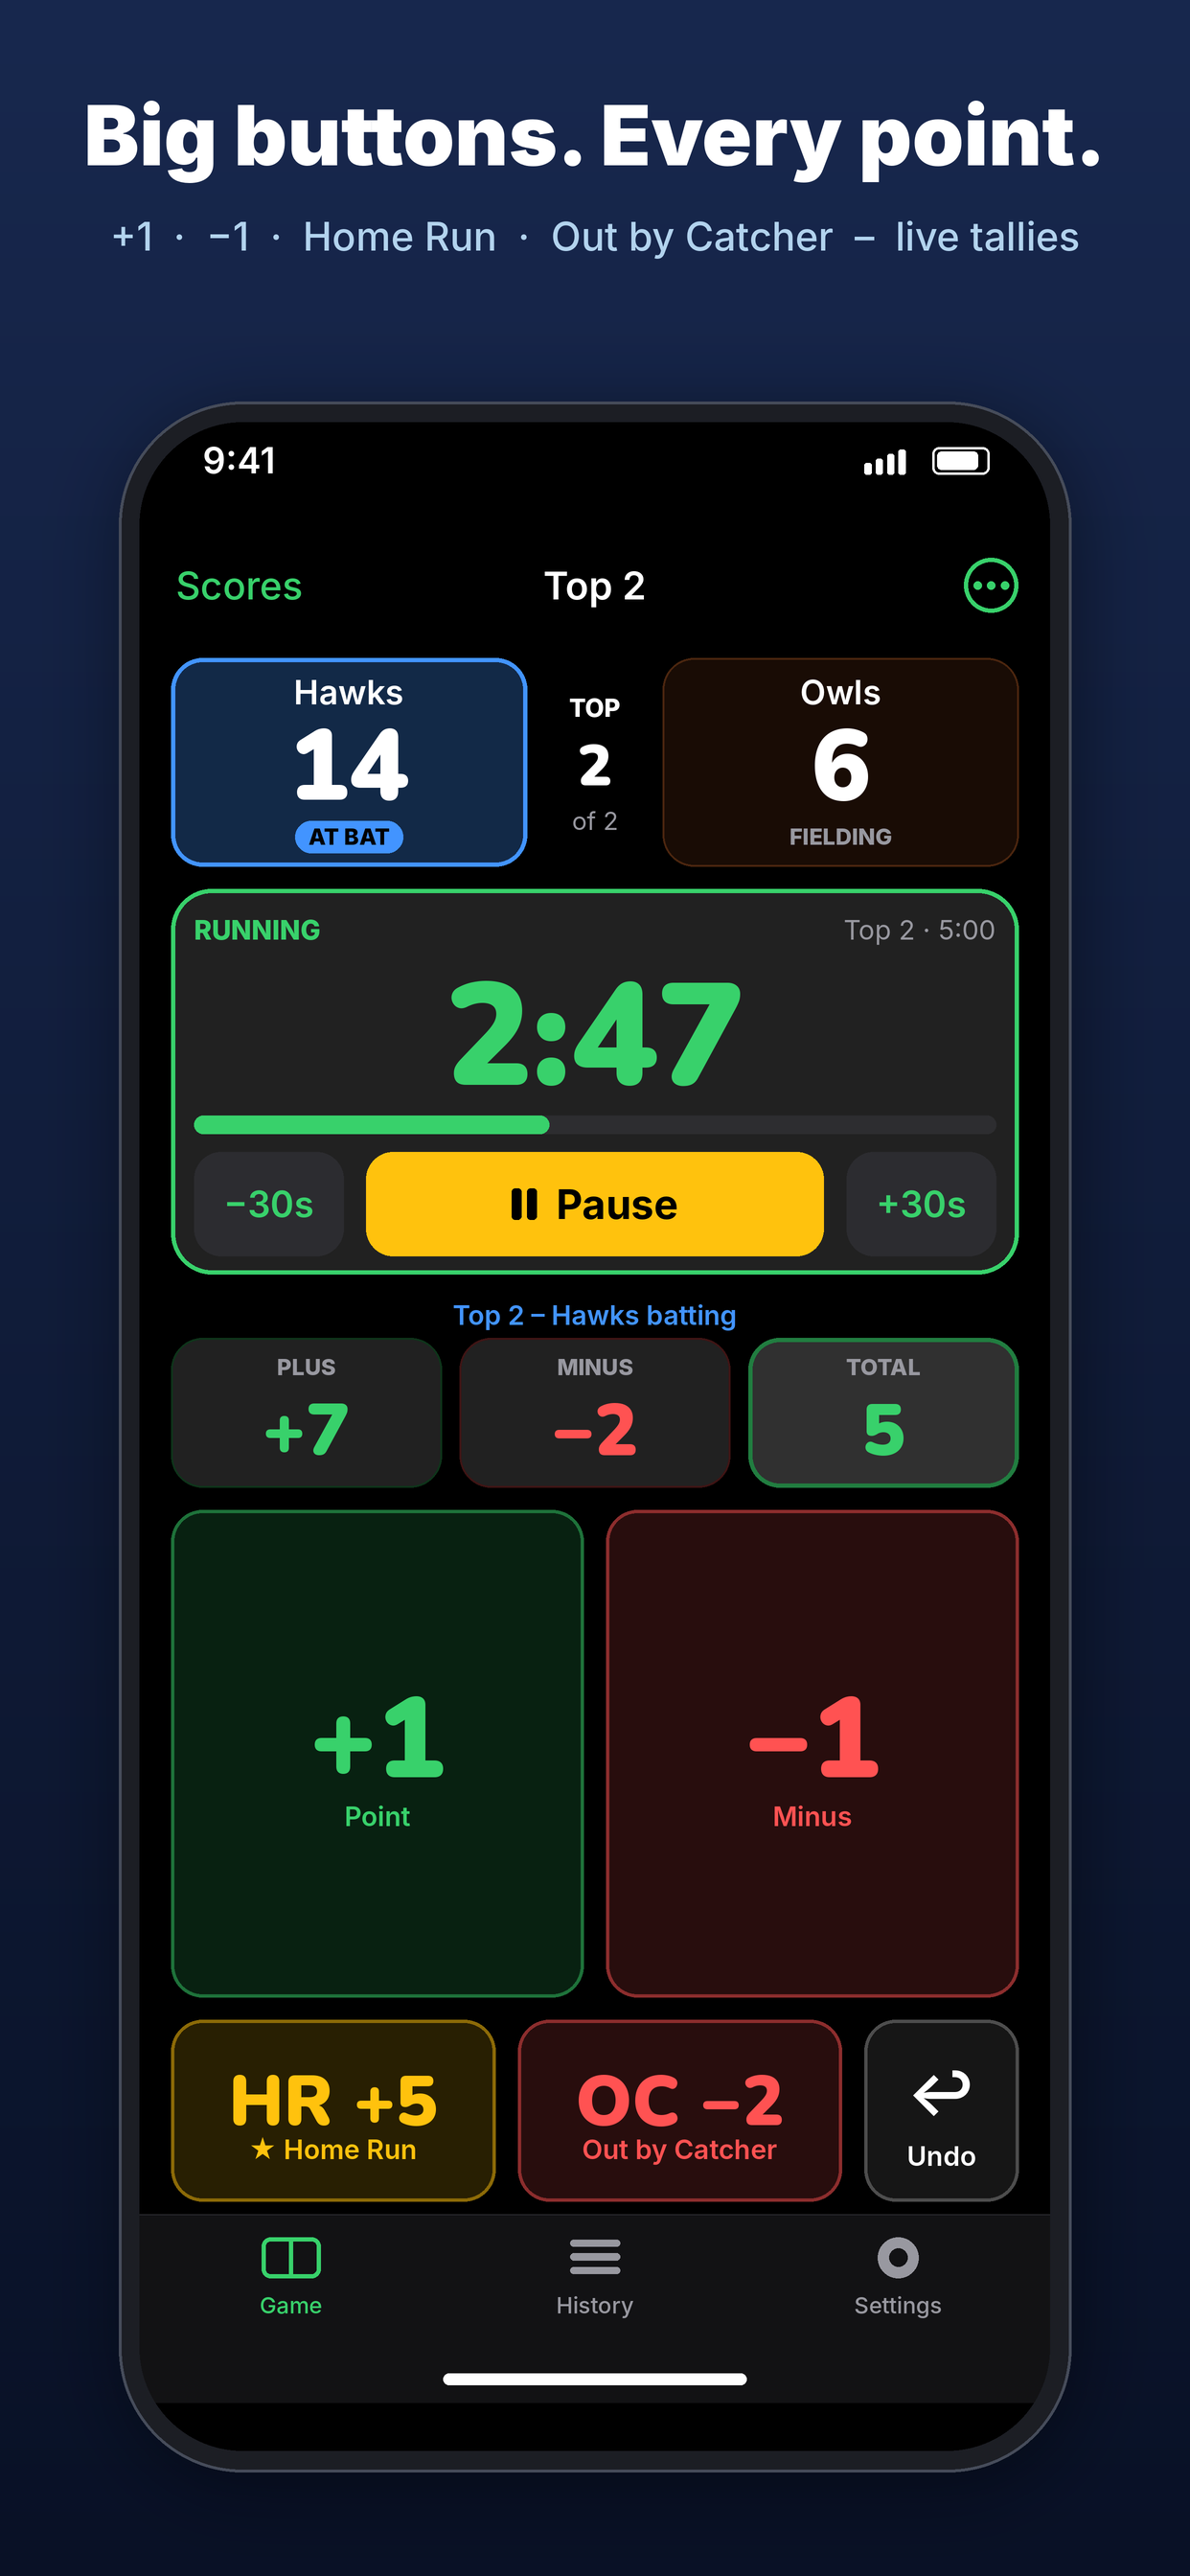 Big buttons. Every point.
+1 · −1 · Home Run · Out by Catcher – live tallies
9:41
Scores
Top 2
Hawks
14
AT BAT
TOP
2
of 2
Owls
6
FIELDING
RUNNING
Top 2 · 5:00
2:47
−30s
Pause
+30s
Top 2 – Hawks batting
PLUS
+7
MINUS
−2
TOTAL
5
+1
Point
−1
Minus
HR +5
★ Home Run
OC −2
Out by Catcher
Undo
Game
History
Settings